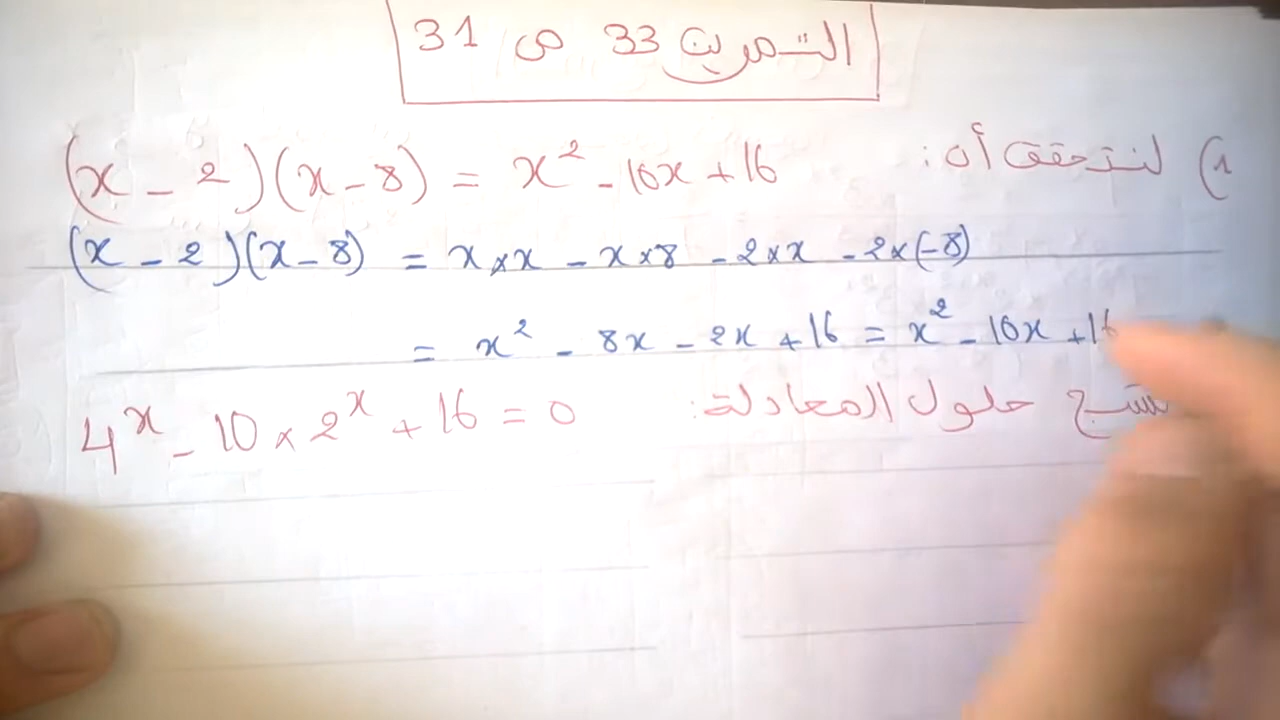 التمرين 33 ص 31
1) لنتحقق أن: (x - 2)(x - 8) = x² - 10x + 16
(x - 2)(x - 8) = x × x - x × 8 - 2 × x - 2 × (-8)
= x² - 8x - 2x + 16 = x² - 10x + 16
حلول المعادلة: 4^x - 10 × 2^x + 16 = 0